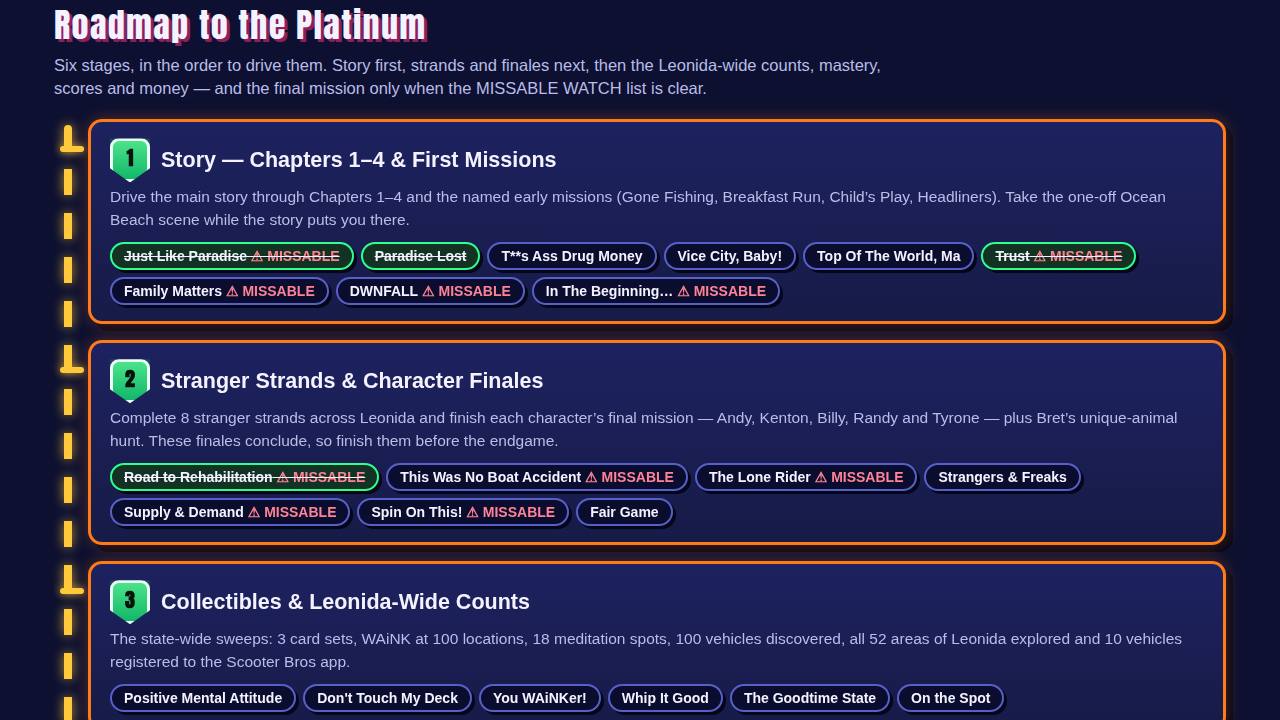 Roadmap to the Platinum
Six stages, in the order to drive them. Story first, strands and finales next, then the Leonida-wide counts, mastery,
scores and money — and the final mission only when the MISSABLE WATCH list is clear.
1 Story — Chapters 1–4 & First Missions
Drive the main story through Chapters 1–4 and the named early missions (Gone Fishing, Breakfast Run, Child’s Play, Headliners). Take the one-off Ocean
Beach scene while the story puts you there.
Just Like Paradise ⚠ MISSABLE Paradise Lost T**s Ass Drug Money Vice City, Baby! Top Of The World, Ma Trust ⚠ MISSABLE
Family Matters ⚠ MISSABLE DWNFALL ⚠ MISSABLE In The Beginning… ⚠ MISSABLE
2 Stranger Strands & Character Finales
Complete 8 stranger strands across Leonida and finish each character’s final mission — Andy, Kenton, Billy, Randy and Tyrone — plus Bret’s unique-animal
hunt. These finales conclude, so finish them before the endgame.
Road to Rehabilitation ⚠ MISSABLE This Was No Boat Accident ⚠ MISSABLE The Lone Rider ⚠ MISSABLE Strangers & Freaks
Supply & Demand ⚠ MISSABLE Spin On This! ⚠ MISSABLE Fair Game
3 Collectibles & Leonida-Wide Counts
The state-wide sweeps: 3 card sets, WAiNK at 100 locations, 18 meditation spots, 100 vehicles discovered, all 52 areas of Leonida explored and 10 vehicles
registered to the Scooter Bros app.
Positive Mental Attitude Don't Touch My Deck You WAiNKer! Whip It Good The Goodtime State On the Spot